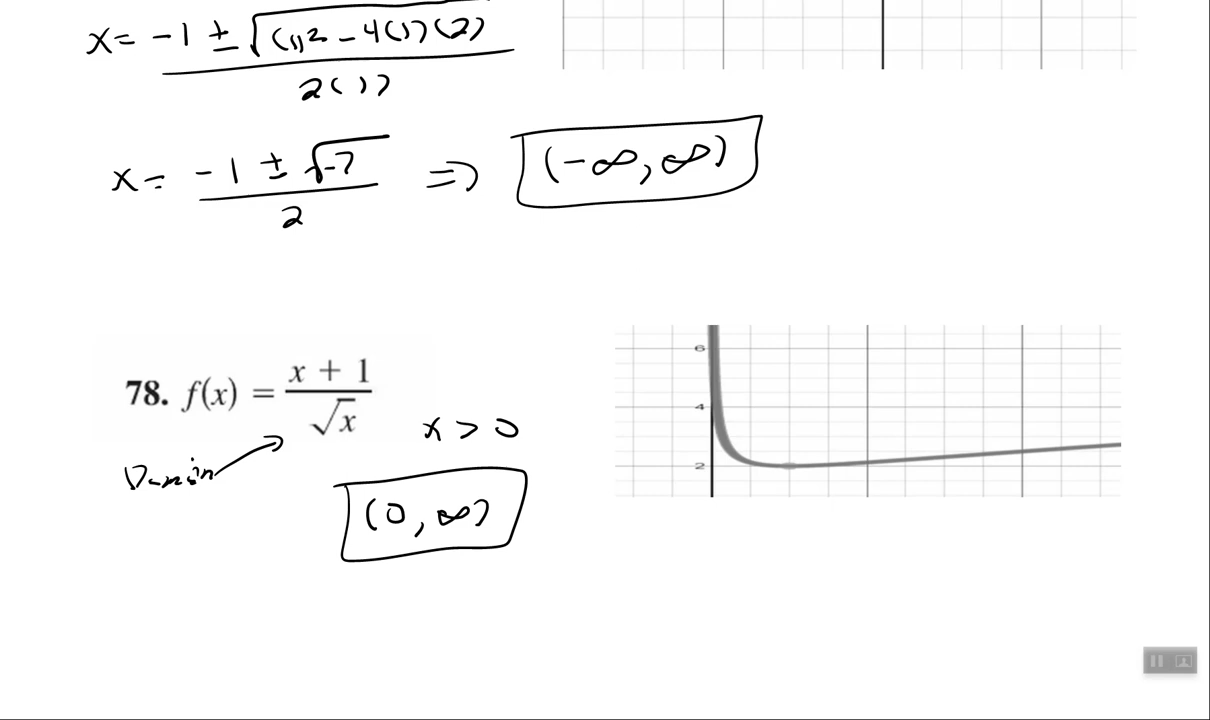 x = (-1 ± √((1)² - 4(1)(2))) / 2(1)
x = (-1 ± √-7) / 2 ⇒ (-∞, ∞)
78. f(x) = (x + 1) / √x
x > 0
Domain
(0, ∞)
6
4
2